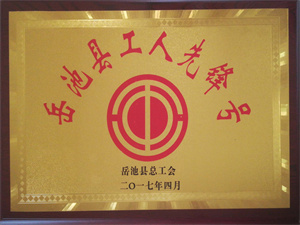 岳池县工人先锋号
岳池县总工会
二〇一七年四月